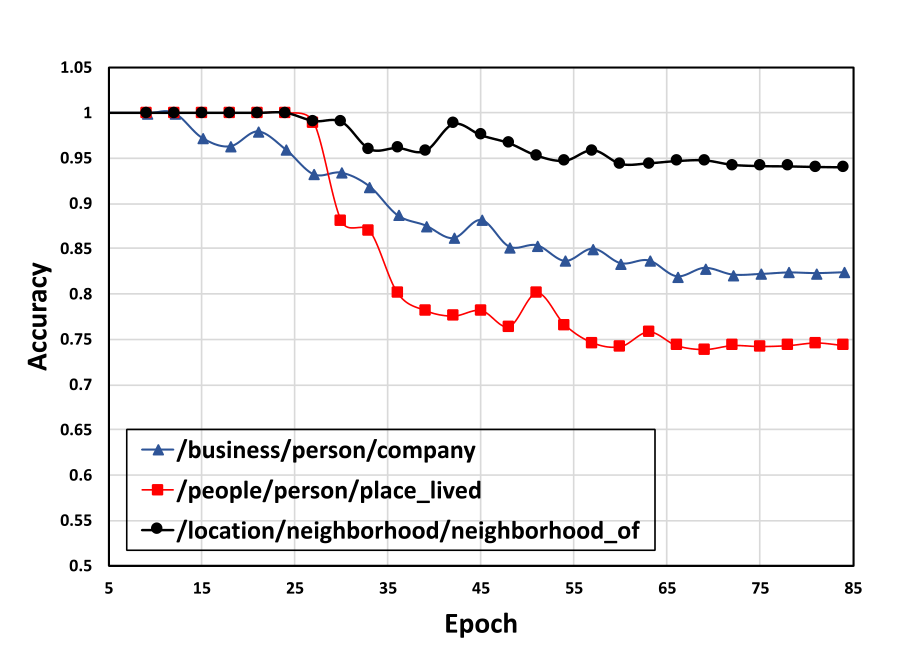 1.05
1
0.95
0.9
0.85
0.8
0.75
0.7
0.65
0.6
0.55
0.5
Accuracy
/business/person/company
/people/person/place_lived
/location/neighborhood/neighborhood_of
5 15 25 35 45 55 65 75 85
Epoch